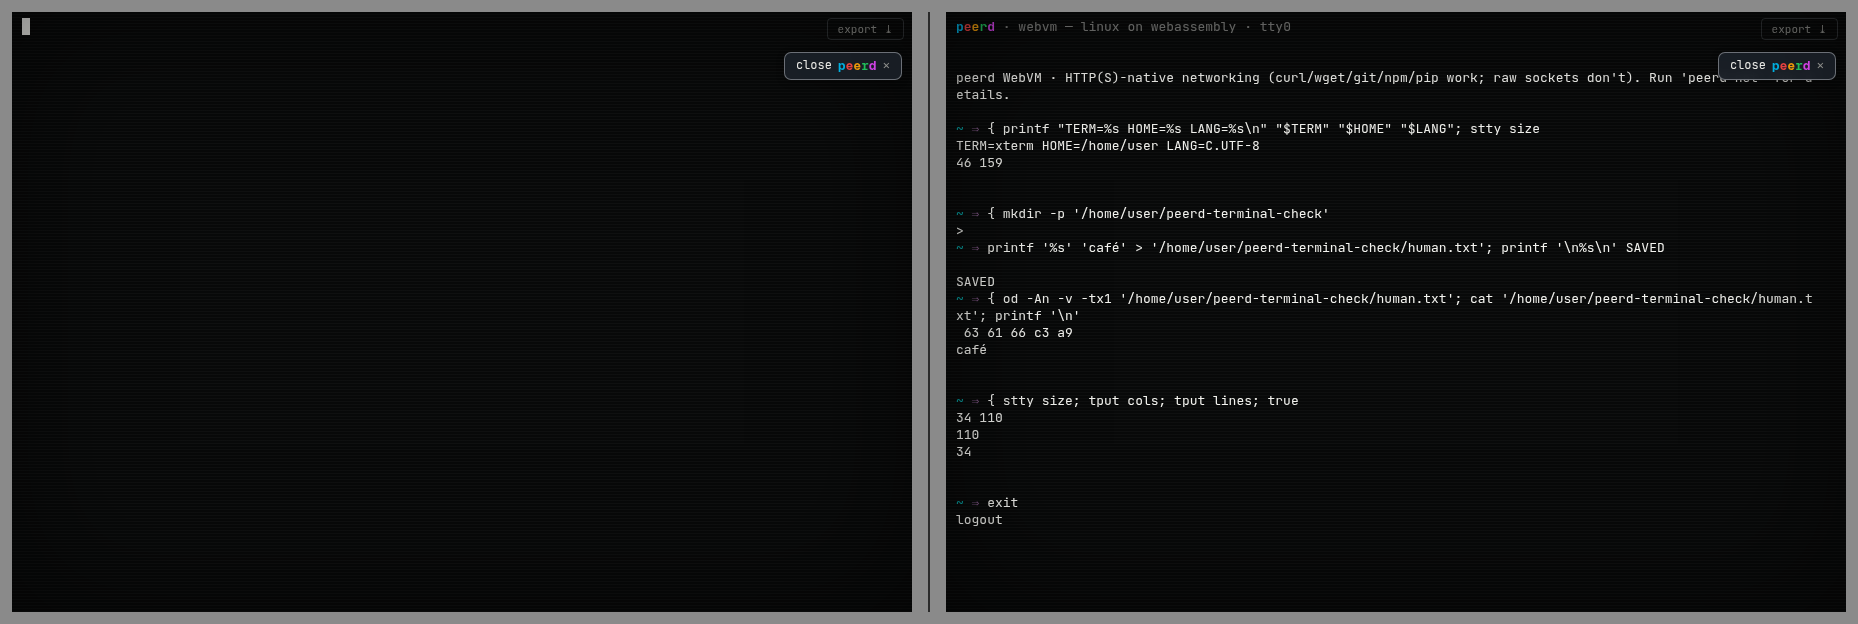 export ⤓
close peerd ×
peerd · webvm — linux on webassembly · tty0
export ⤓
close peerd ×
peerd WebVM · HTTP(S)-native networking (curl/wget/git/npm/pip work; raw sockets don't). Run 'peerd
etails.
~ ⇒ { printf "TERM=%s HOME=%s LANG=%s\n" "$TERM" "$HOME" "$LANG"; stty size
TERM=xterm HOME=/home/user LANG=C.UTF-8
46 159
~ ⇒ { mkdir -p '/home/user/peerd-terminal-check'
>
~ ⇒ printf '%s' 'café' > '/home/user/peerd-terminal-check/human.txt'; printf '\n%s\n' SAVED
SAVED
~ ⇒ { od -An -v -tx1 '/home/user/peerd-terminal-check/human.txt'; cat '/home/user/peerd-terminal-check/human.t
xt'; printf '\n'
63 61 66 c3 a9
café
~ ⇒ { stty size; tput cols; tput lines; true
34 110
110
34
~ ⇒ exit
logout